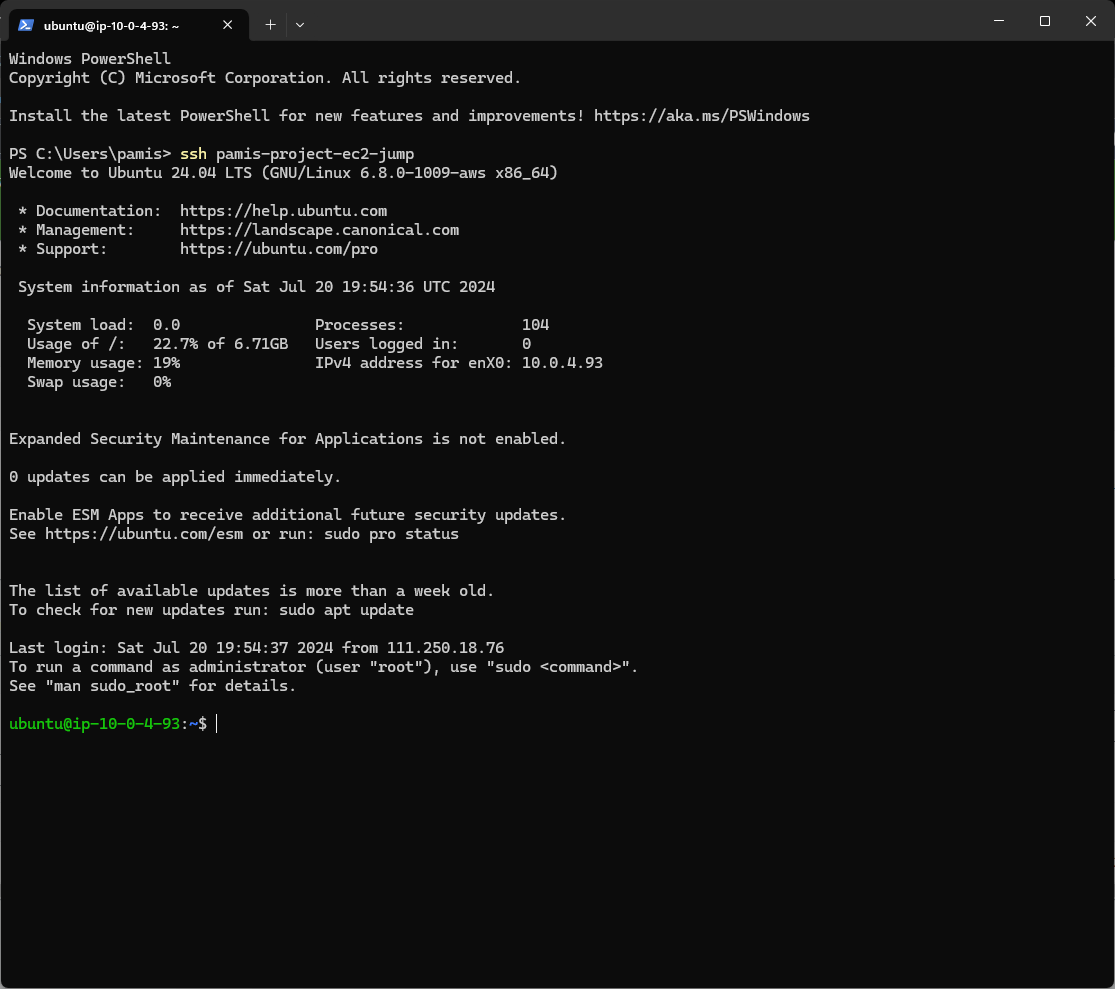 ubuntu@ip-10-0-4-93: ~
Windows PowerShell
Copyright (C) Microsoft Corporation. All rights reserved.
Install the latest PowerShell for new features and improvements! https://aka.ms/PSWindows
PS C:\Users\pamis> ssh pamis-project-ec2-jump
Welcome to Ubuntu 24.04 LTS (GNU/Linux 6.8.0-1009-aws x86_64)
* Documentation:  https://help.ubuntu.com
* Management:     https://landscape.canonical.com
* Support:        https://ubuntu.com/pro
System information as of Sat Jul 20 19:54:36 UTC 2024
System load:  0.0               Processes:             104
Usage of /:   22.7% of 6.71GB   Users logged in:       0
Memory usage: 19%               IPv4 address for enX0: 10.0.4.93
Swap usage:   0%
Expanded Security Maintenance for Applications is not enabled.
0 updates can be applied immediately.
Enable ESM Apps to receive additional future security updates.
See https://ubuntu.com/esm or run: sudo pro status
The list of available updates is more than a week old.
To check for new updates run: sudo apt update
Last login: Sat Jul 20 19:54:37 2024 from 111.250.18.76
To run a command as administrator (user "root"), use "sudo <command>".
See "man sudo_root" for details.
ubuntu@ip-10-0-4-93:~$